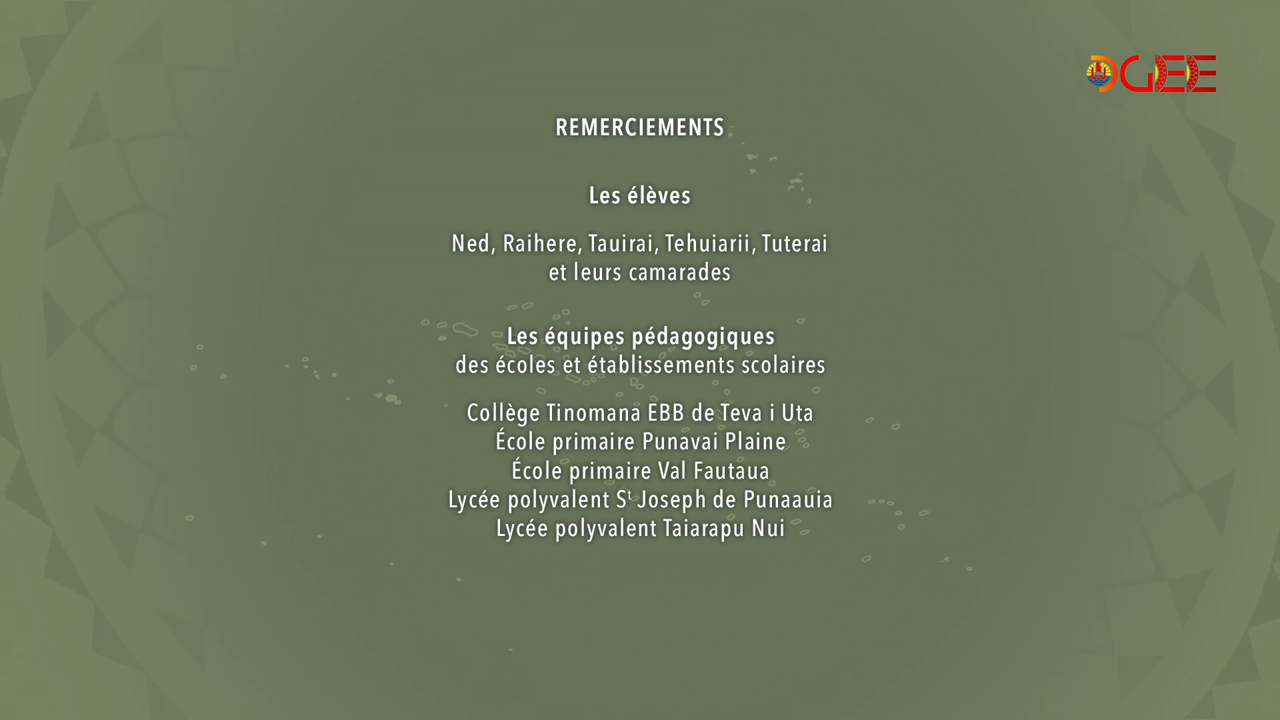 DGEE
REMERCIEMENTS
Les élèves
Ned, Raihere, Tauirai, Tehuiarii, Tuterai
et leurs camarades
Les équipes pédagogiques
des écoles et établissements scolaires
Collège Tinomana EBB de Teva i Uta
École primaire Punavai Plaine
École primaire Val Fautaua
Lycée polyvalent Sᵗ Joseph de Punaauia
Lycée polyvalent Taiarapu Nui